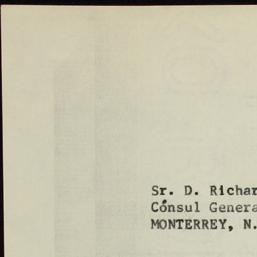 Sr. D. Richar
Cónsul Genera
MONTERREY, N.